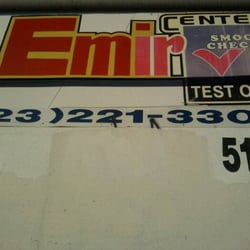 Emir
CENTE
SMOG
CHECK
TEST O
23)221-330
51